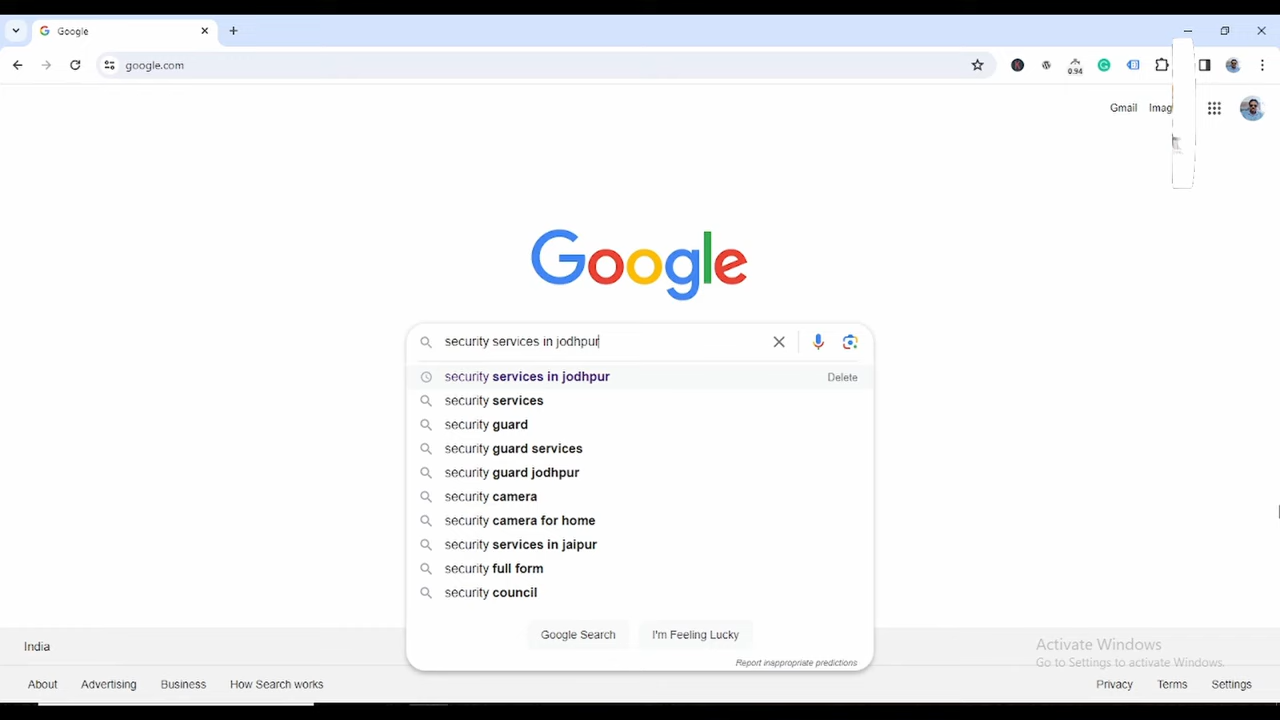 Google
google.com
0.94
Gmail
Google
security services in jodhpur
security services in jodhpur Delete
security services
security guard
security guard services
security guard jodhpur
security camera
security camera for home
security services in jaipur
security full form
security council
Google Search I'm Feeling Lucky
Report inappropriate predictions
India
Activate Windows
Go to Settings to activate Windows.
About Advertising Business How Search works Privacy Terms Settings